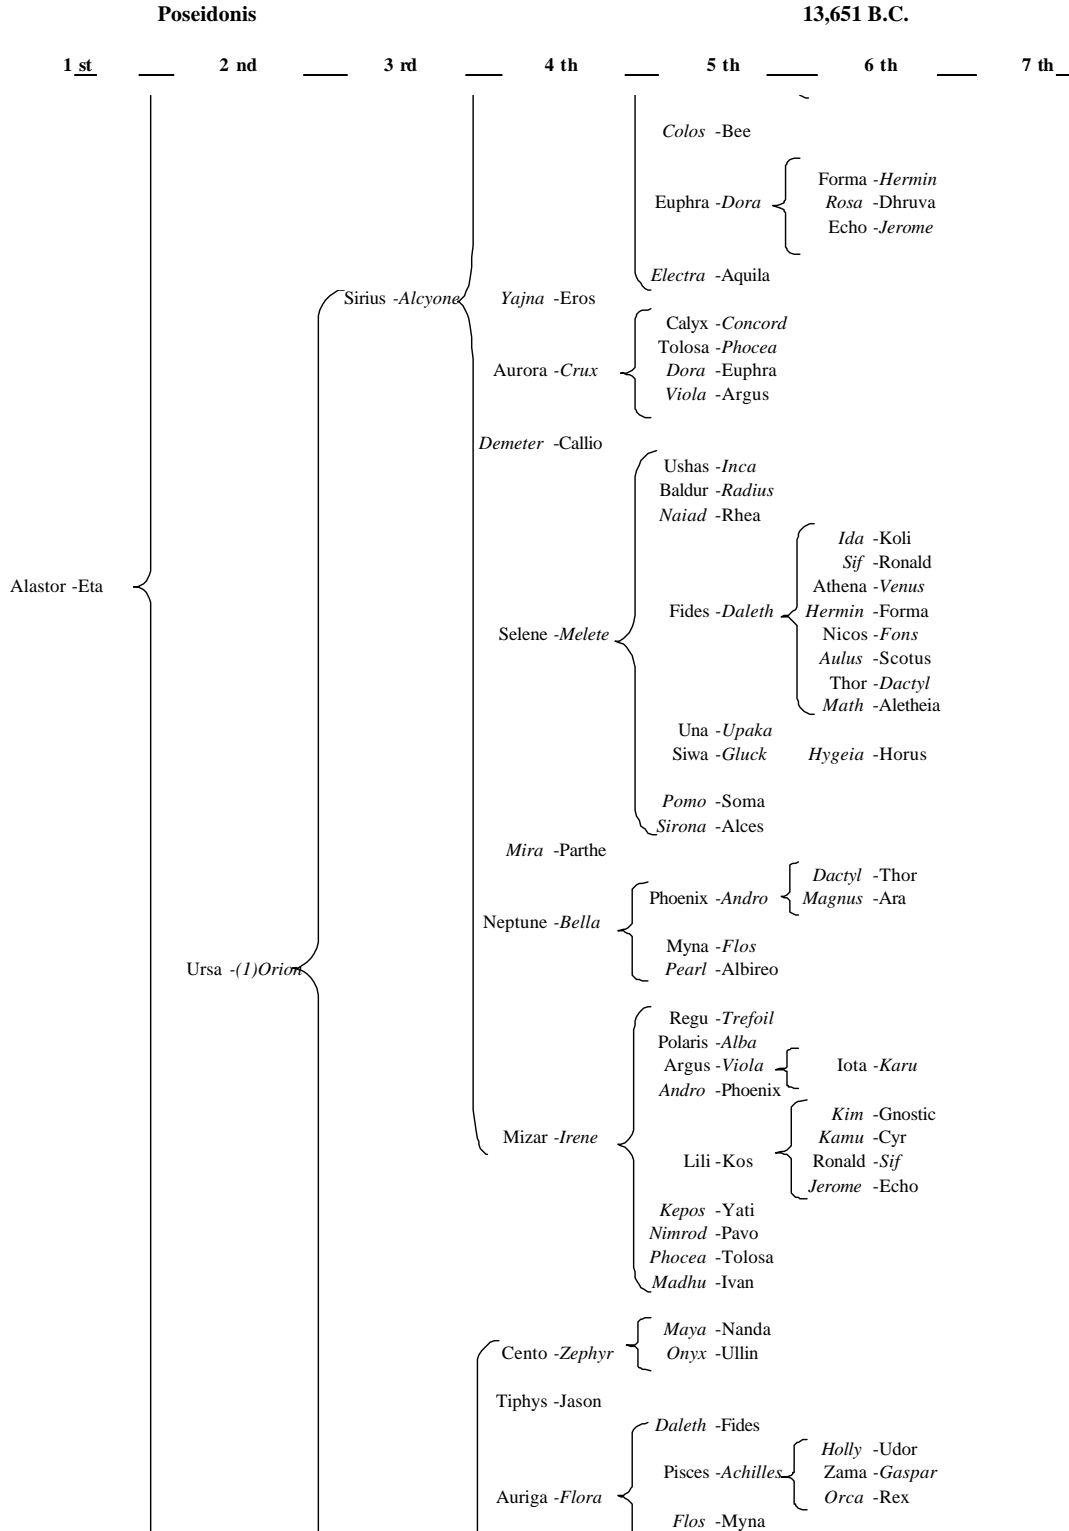 Poseidonis 13,651 B.C.
1 st 2 nd 3 rd 4 th 5 th 6 th 7 th
Colos -Bee
Forma -Hermin
Euphra -Dora Rosa -Dhruva
Echo -Jerome
Electra -Aquila
Sirius -Alcyone Yajna -Eros
Calyx -Concord
Tolosa -Phocea
Aurora -Crux Dora -Euphra
Viola -Argus
Demeter -Callio
Ushas -Inca
Baldur -Radius
Naiad -Rhea
Ida -Koli
Sif -Ronald
Alastor -Eta Athena -Venus
Fides -Daleth Hermin -Forma
Selene -Melete Nicos -Fons
Aulus -Scotus
Thor -Dactyl
Math -Aletheia
Una -Upaka
Siwa -Gluck Hygeia -Horus
Pomo -Soma
Sirona -Alces
Mira -Parthe
Dactyl -Thor
Phoenix -Andro Magnus -Ara
Neptune -Bella
Myna -Flos
Ursa -(1)Orion Pearl -Albireo
Regu -Trefoil
Polaris -Alba
Argus -Viola Iota -Karu
Andro -Phoenix
Kim -Gnostic
Mizar -Irene Kamu -Cyr
Lili -Kos Ronald -Sif
Jerome -Echo
Kepos -Yati
Nimrod -Pavo
Phocea -Tolosa
Madhu -Ivan
Maya -Nanda
Cento -Zephyr Onyx -Ullin
Tiphys -Jason
Daleth -Fides
Holly -Udor
Pisces -Achilles Zama -Gaspar
Auriga -Flora Orca -Rex
Flos -Myna